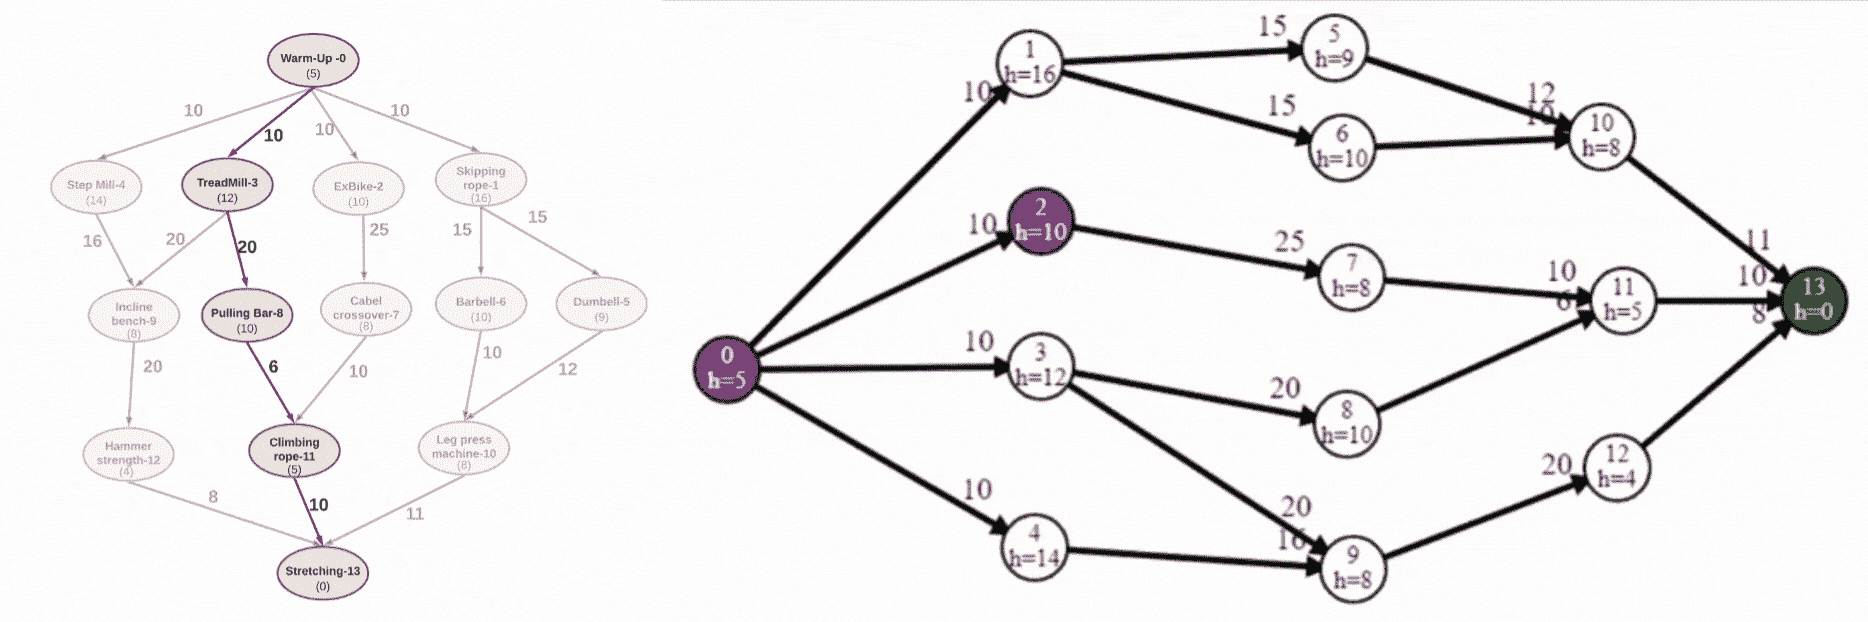 Warm-Up -0
(5)
10
10
10
10
Step Mill-4
(14)
TreadMill-3
(12)
ExBike-2
(10)
Skipping
rope-1
(16)
16
20
20
25
15
15
Incline
bench-9
(8)
Pulling Bar-8
(10)
Cabel
crossover-7
(8)
Barbell-6
(10)
Dumbell-5
(9)
20
6
10
10
12
Hammer
strength-12
(4)
Climbing
rope-11
(5)
Leg press
machine-10
(8)
8
10
11
Stretching-13
(0)
0
h=5
10
10
10
10
1
h=16
2
h=10
3
h=12
4
h=14
15
15
25
20
20
16
5
h=9
6
h=10
7
h=8
8
h=10
9
h=8
12
10
10
6
20
10
h=8
11
h=5
12
h=4
11
10
8
13
h=0